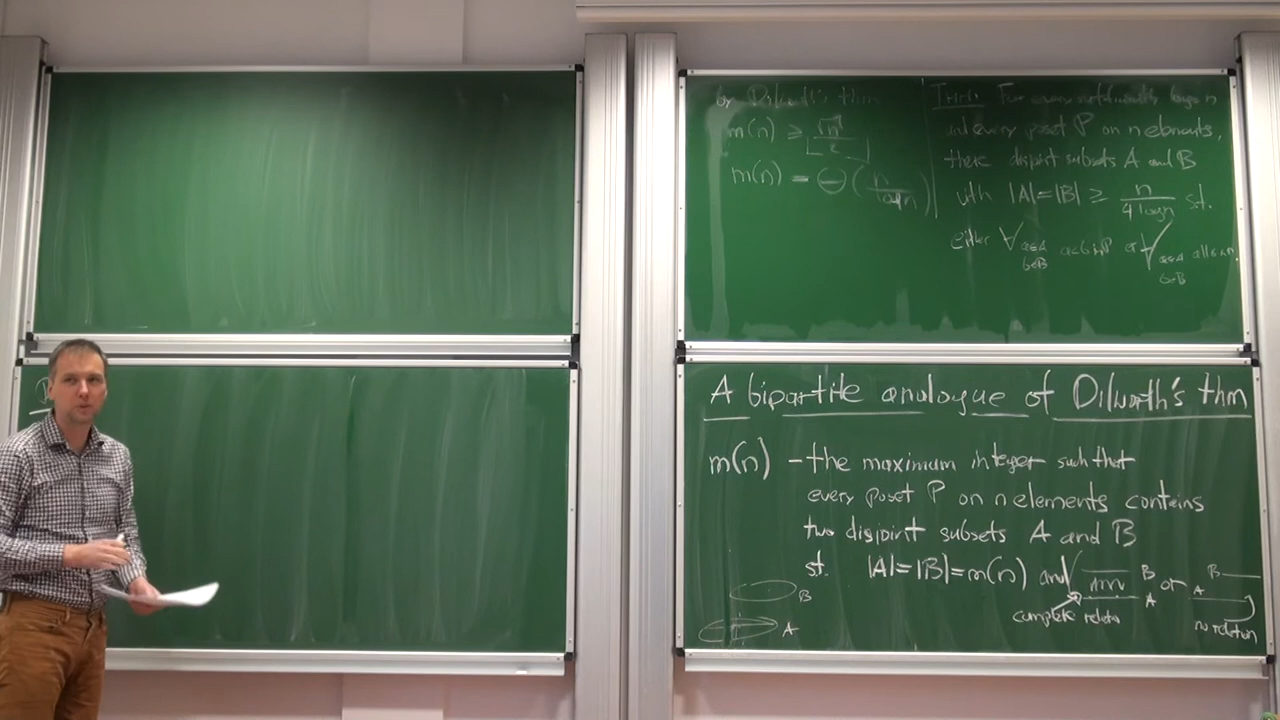 by Dilworth's thm
m(n) ≥ ⌊√n/2⌋
m(n) = Θ(n/log n)
For every sufficiently large n
and every poset P on n elements,
there disjoint subsets A and B
with |A|=|B| ≥ n/(4 log n) s.t.
either ∀ a∈A b∈B a<b in P or ∀ a∈A b∈B a||b in
A bipartite analogue of Dilworth's thm
m(n) - the maximum integer such that
every poset P on n elements contains
two disjoint subsets A and B
st. |A|=|B|=m(n) and B A or B A
complete relation
no relation
B
A